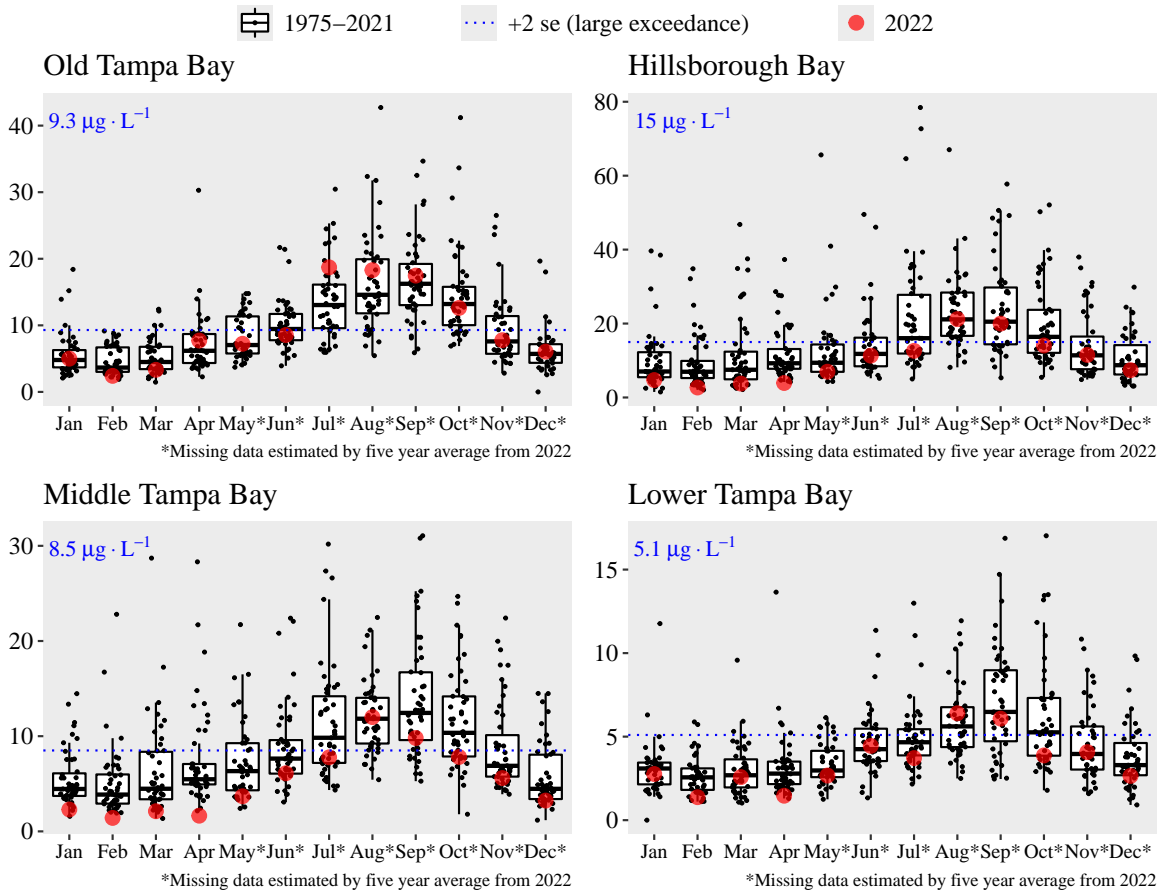 1975–2021 +2 se (large exceedance) 2022
Old Tampa Bay
9.3 µg · L⁻¹
40
30
20
10
0
Jan Feb Mar Apr May* Jun* Jul* Aug* Sep* Oct* Nov* Dec*
*Missing data estimated by five year average from 2022
Hillsborough Bay
15 µg · L⁻¹
80
60
40
20
0
Jan Feb Mar Apr May* Jun* Jul* Aug* Sep* Oct* Nov* Dec*
*Missing data estimated by five year average from 2022
Middle Tampa Bay
8.5 µg · L⁻¹
30
20
10
0
Jan Feb Mar Apr May* Jun* Jul* Aug* Sep* Oct* Nov* Dec*
*Missing data estimated by five year average from 2022
Lower Tampa Bay
5.1 µg · L⁻¹
15
10
5
0
Jan Feb Mar Apr May* Jun* Jul* Aug* Sep* Oct* Nov* Dec*
*Missing data estimated by five year average from 2022